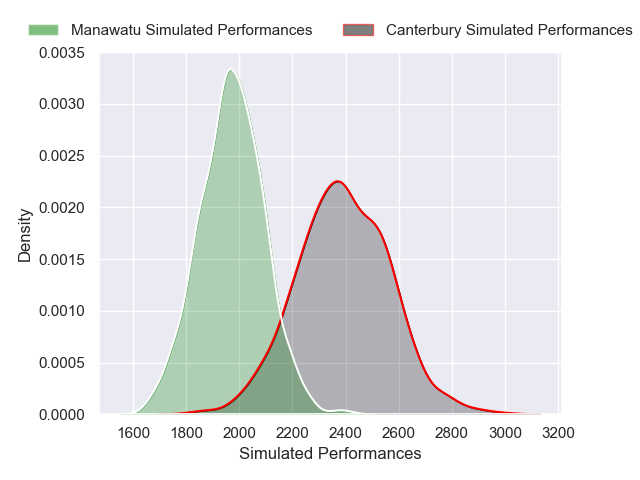 Manawatu Simulated Performances Canterbury Simulated Performances
0.0035
0.0030
0.0025
0.0020
0.0015
0.0010
0.0005
0.0000
Density
1600 1800 2000 2200 2400 2600 2800 3000 3200
Simulated Performances